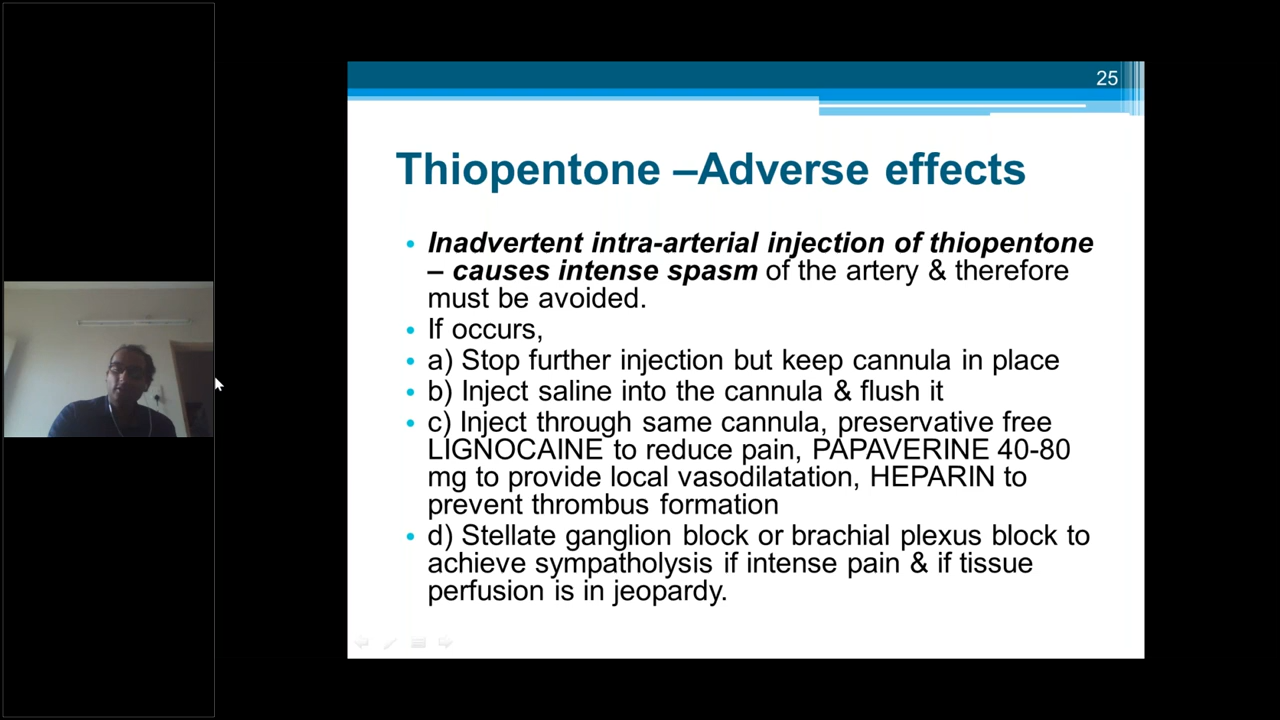 25
Thiopentone –Adverse effects
• Inadvertent intra-arterial injection of thiopentone
– causes intense spasm of the artery & therefore
must be avoided.
• If occurs,
• a) Stop further injection but keep cannula in place
• b) Inject saline into the cannula & flush it
• c) Inject through same cannula, preservative free
LIGNOCAINE to reduce pain, PAPAVERINE 40-80
mg to provide local vasodilatation, HEPARIN to
prevent thrombus formation
• d) Stellate ganglion block or brachial plexus block to
achieve sympatholysis if intense pain & if tissue
perfusion is in jeopardy.